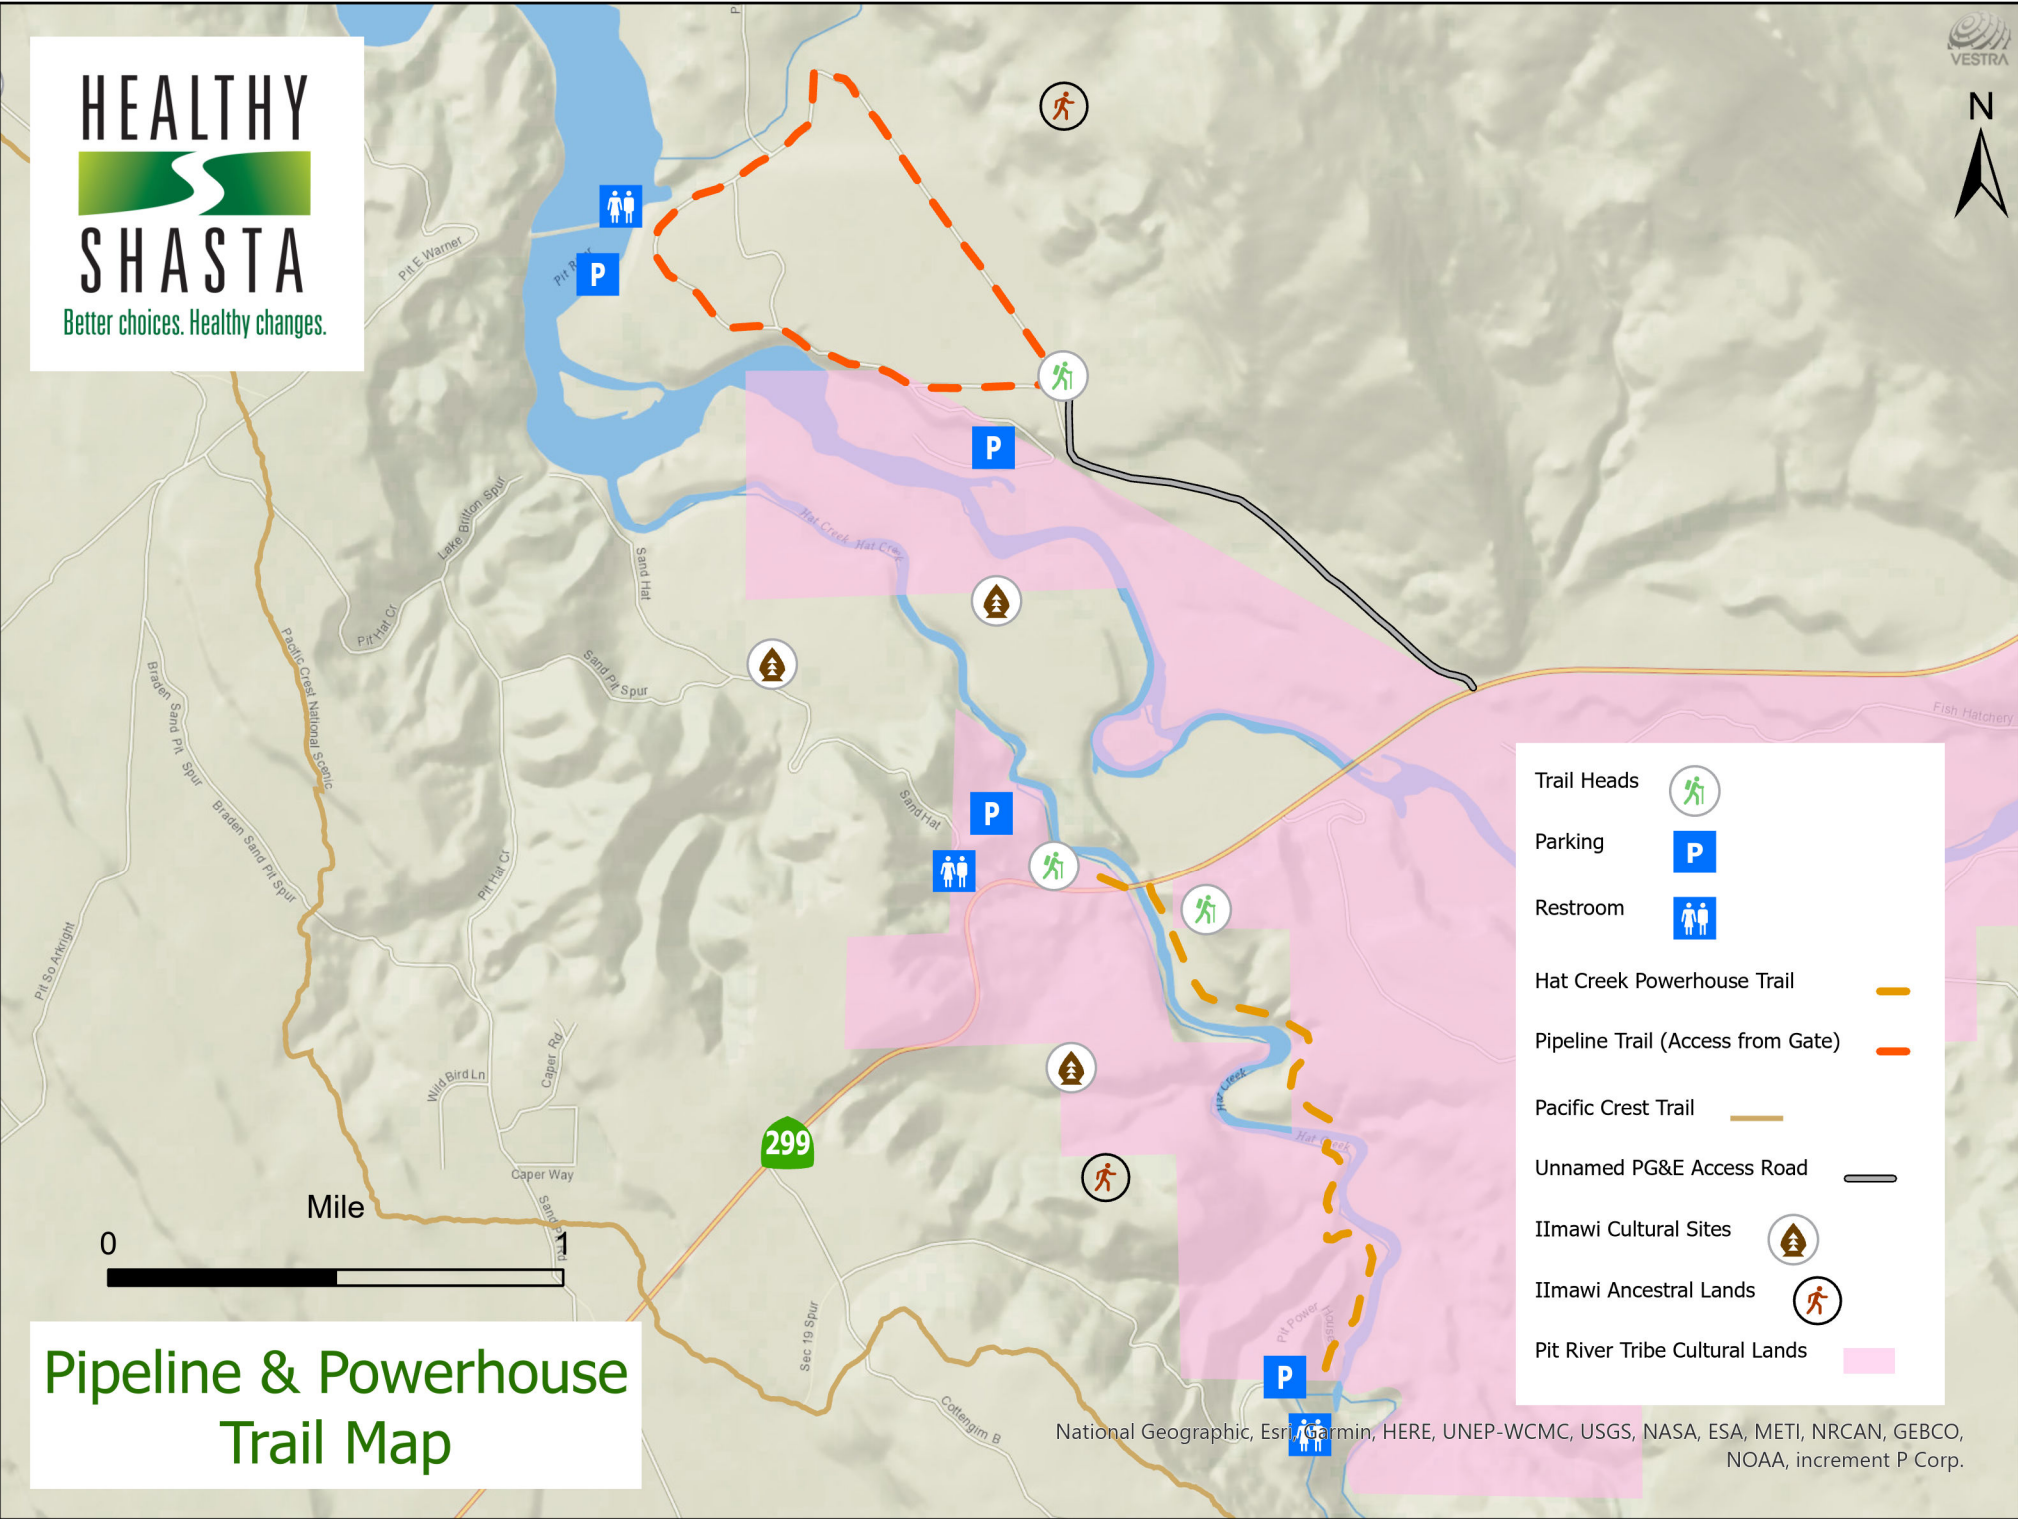 HEALTHY
SHASTA
Better choices. Healthy changes.
VESTRA
N
Pit E Warner
P
P
Lake Britton Spur
Sand Hat
Hat Creek
Hat Creek
Pit Hat Cr
Pacific Crest National Scenic
Sand Pit Spur
Braden Sand Pit Spur
Braden Sand Pit Spur
Sand Hat
P
Pit Hat Cr
Fish Hatchery
Pit So Arkright
Hat Creek
Hat Creek
Wild Bird Ln
Caper Rd
Caper Way
Sand Pit Rd
299
Sec 19 Spur
Cottengim B
Pit Power House
P
Trail Heads
Parking
P
Restroom
Hat Creek Powerhouse Trail
Pipeline Trail (Access from Gate)
Pacific Crest Trail
Unnamed PG&E Access Road
IImawi Cultural Sites
IImawi Ancestral Lands
Pit River Tribe Cultural Lands
Mile
0 1
Pipeline & Powerhouse
Trail Map
National Geographic, Esri, Garmin, HERE, UNEP-WCMC, USGS, NASA, ESA, METI, NRCAN, GEBCO,
NOAA, increment P Corp.